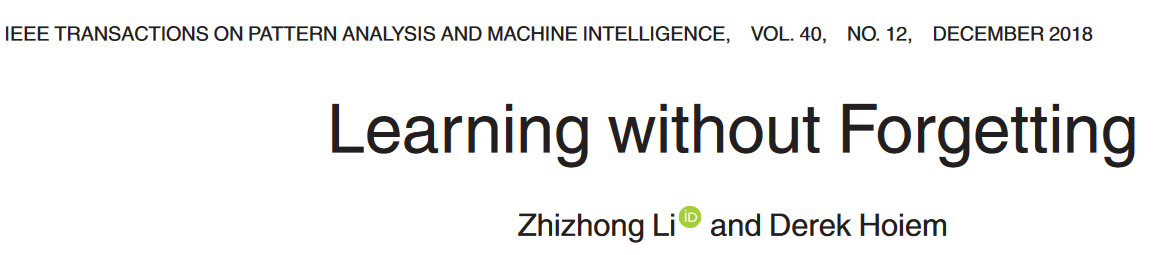 IEEE TRANSACTIONS ON PATTERN ANALYSIS AND MACHINE INTELLIGENCE, VOL. 40, NO. 12, DECEMBER 2018
Learning without Forgetting
Zhizhong Li iD and Derek Hoiem